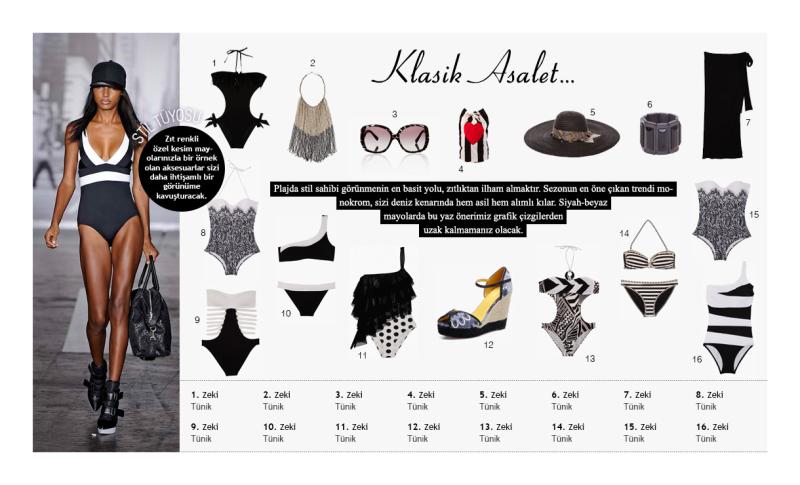 Klasik Asalet...
STİL TÜYOSU
Zıt renkli
özel kesim may-
olarınızla bir örnek
olan aksesuarlar sizi
daha ihtişamlı bir
görünüme
kavuşturacak.
1
2
3
4
5
6
7
Plajda stil sahibi görünmenin en basit yolu, zıtlıktan ilham almaktır. Sezonun en öne çıkan trendi mo-
nokrom, sizi deniz kenarında hem asil hem alımlı kılar. Siyah-beyaz
mayolarda bu yaz önerimiz grafik çizgilerden
uzak kalmamanız olacak.
8
9
10
11
12
13
14
15
16
1. Zeki 2. Zeki 3. Zeki 4. Zeki 5. Zeki 6. Zeki 7. Zeki 8. Zeki
Tünik Tünik Tünik Tünik Tünik Tünik Tünik Tünik
9. Zeki 10. Zeki 11. Zeki 12. Zeki 13. Zeki 14. Zeki 15. Zeki 16. Zeki
Tünik Tünik Tünik Tünik Tünik Tünik Tünik Tünik